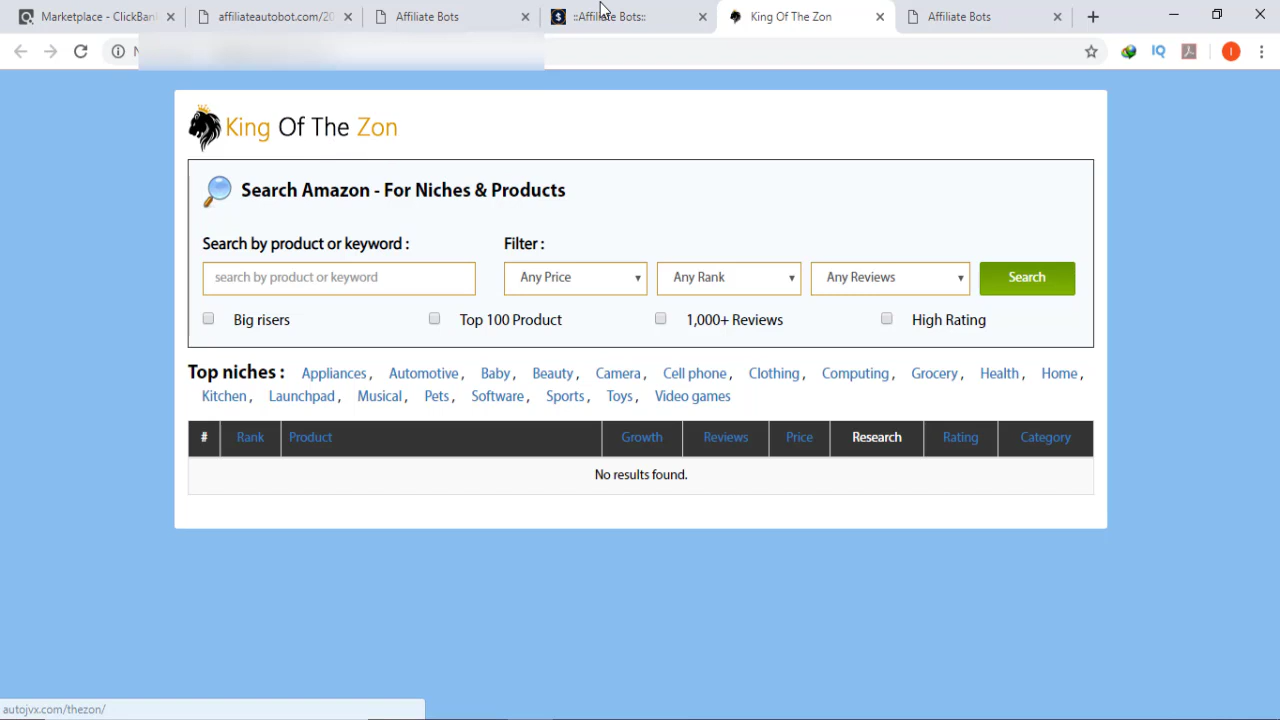 Marketplace - ClickBan
affiliateautobot.com/20
Affiliate Bots
::Affiliate Bots::
King Of The Zon
Affiliate Bots
IQ
I
King Of The Zon
Search Amazon - For Niches & Products
Search by product or keyword :
Filter :
search by product or keyword
Any Price
Any Rank
Any Reviews
Search
Big risers
Top 100 Product
1,000+ Reviews
High Rating
Top niches : Appliances , Automotive , Baby , Beauty , Camera , Cell phone , Clothing , Computing , Grocery , Health , Home ,
Kitchen , Launchpad , Musical , Pets , Software , Sports , Toys , Video games
# Rank Product Growth Reviews Price Research Rating Category
No results found.
autojvx.com/thezon/